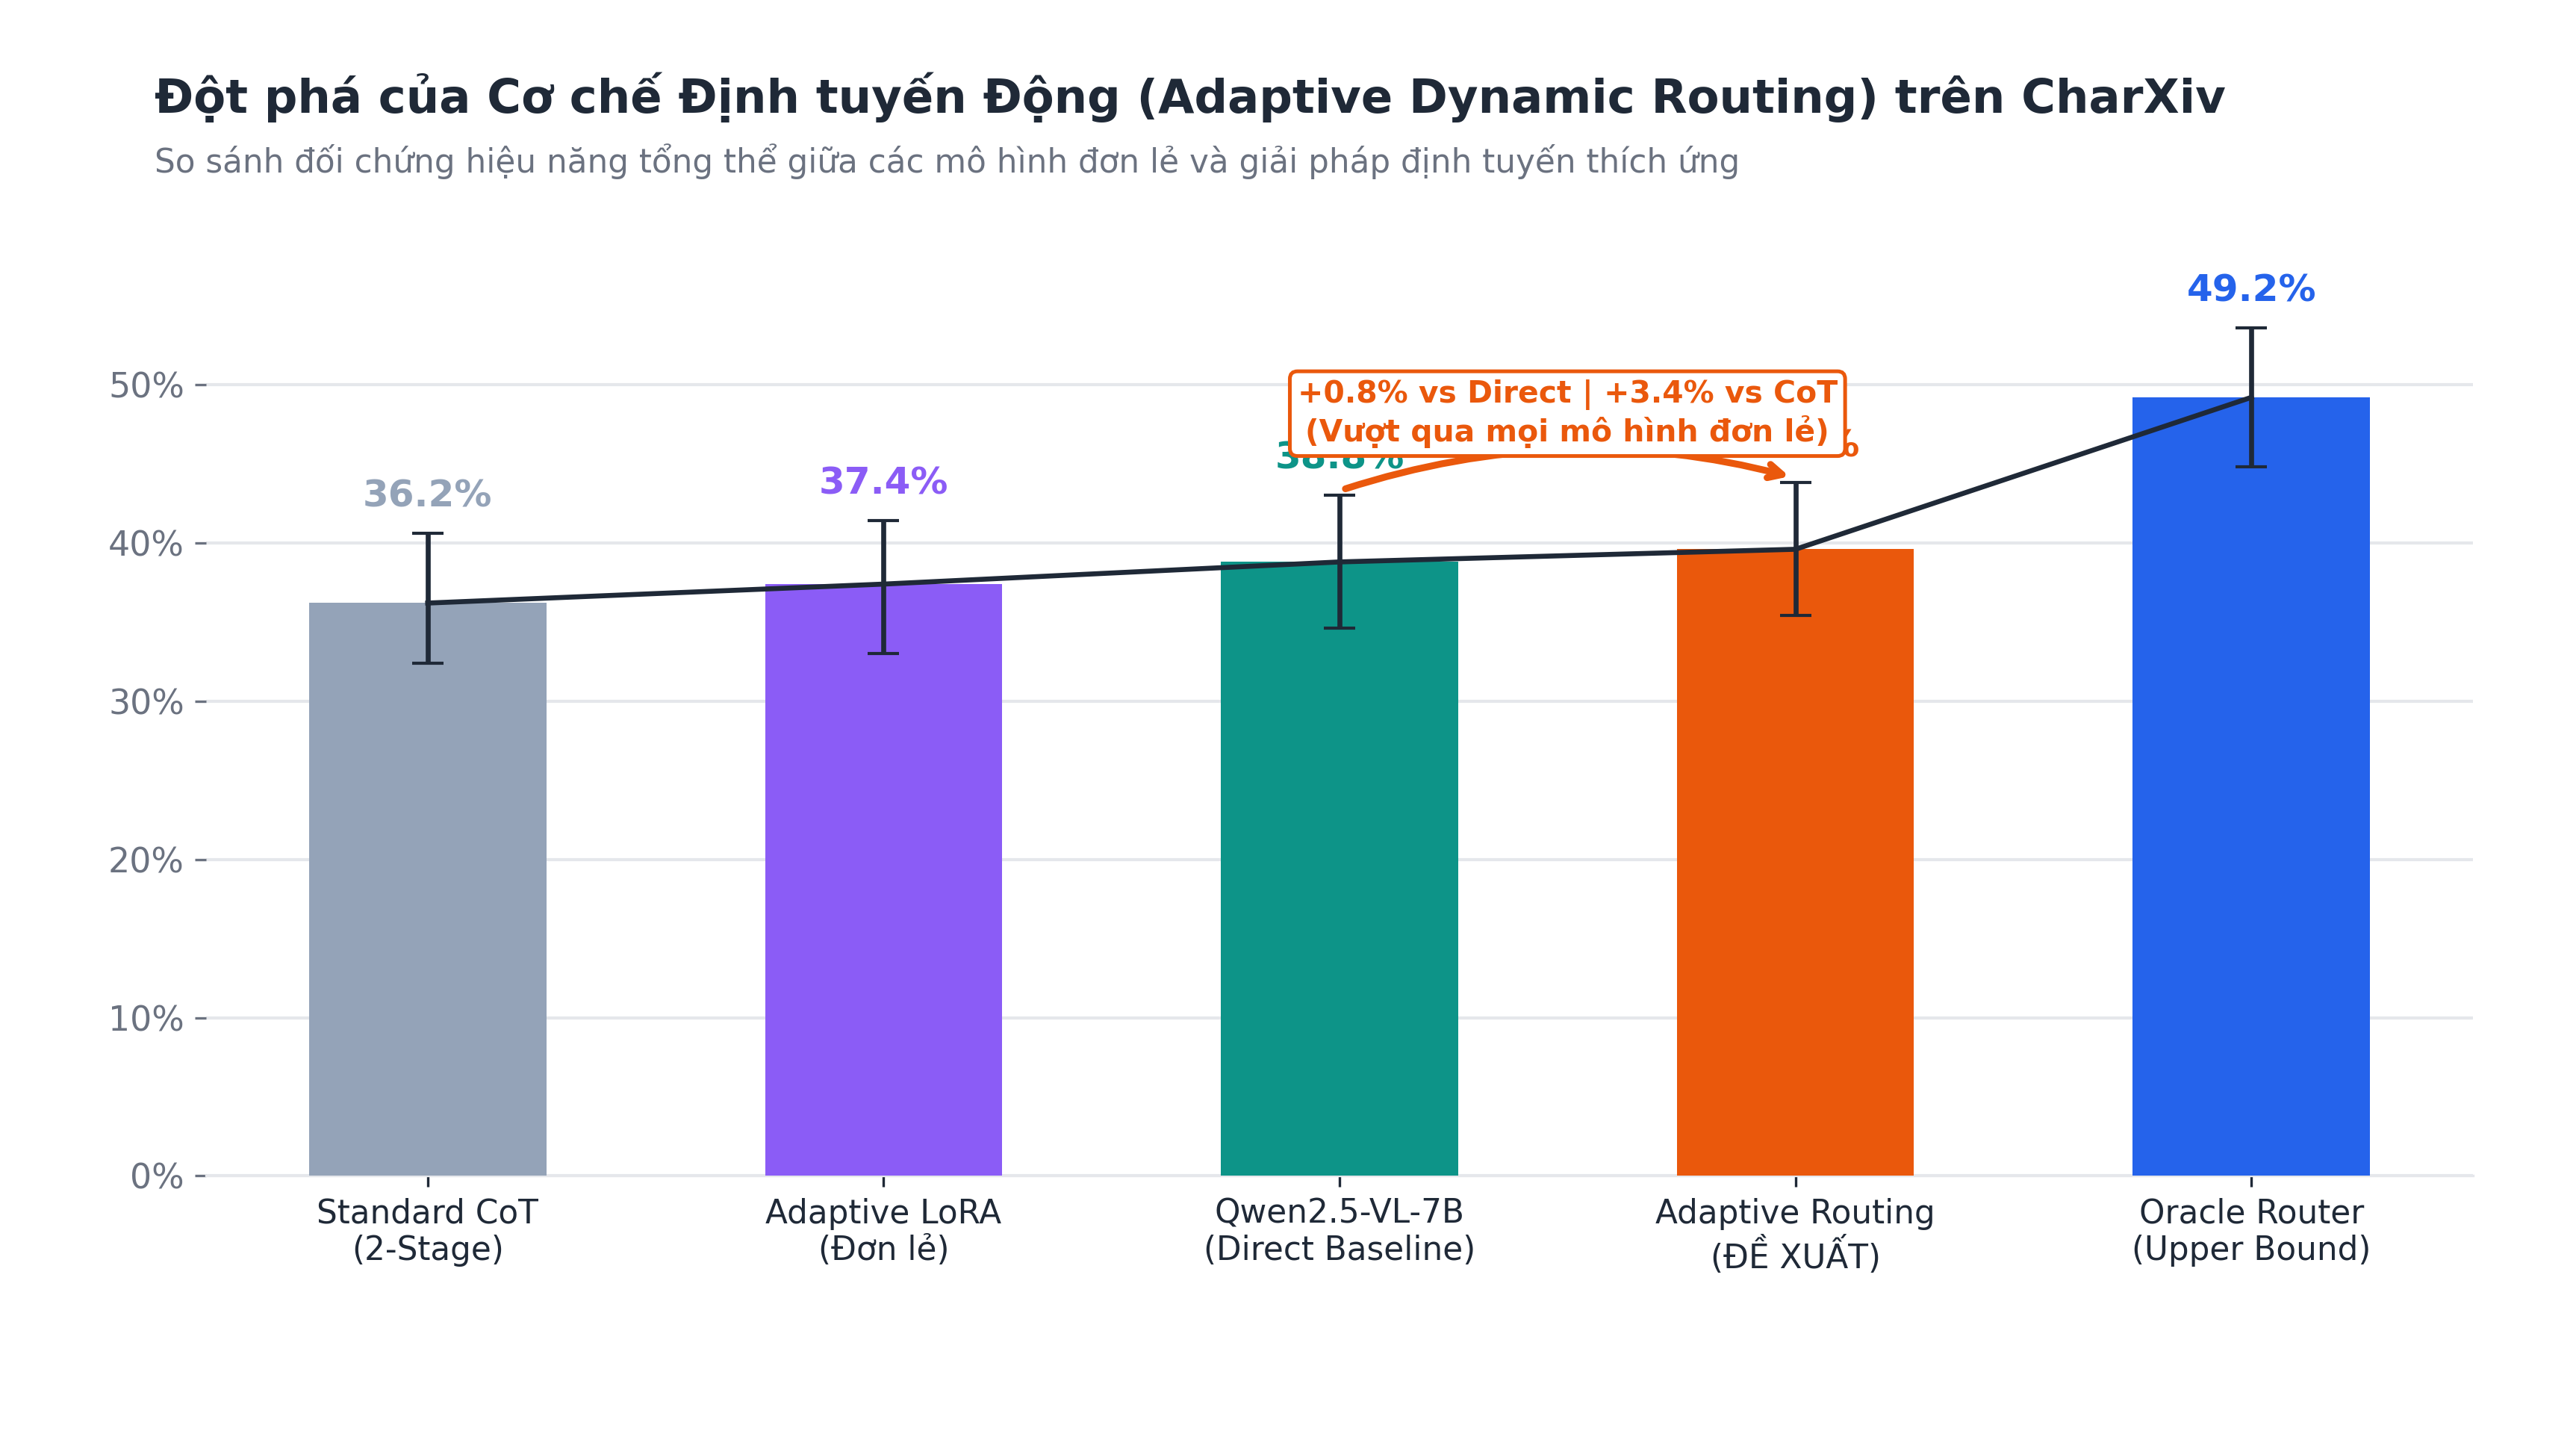 Đột phá của Cơ chế Định tuyến Động (Adaptive Dynamic Routing) trên CharXiv
So sánh đối chứng hiệu năng tổng thể giữa các mô hình đơn lẻ và giải pháp định tuyến thích ứng
49.2%
50%
+0.8% vs Direct | +3.4% vs CoT
(Vượt qua mọi mô hình đơn lẻ)
%
38.8%
37.4%
36.2%
40%
30%
20%
10%
0%
Standard CoT
(2-Stage)
Adaptive LoRA
(Đơn lẻ)
Qwen2.5-VL-7B
(Direct Baseline)
Adaptive Routing
(ĐỀ XUẤT)
Oracle Router
(Upper Bound)